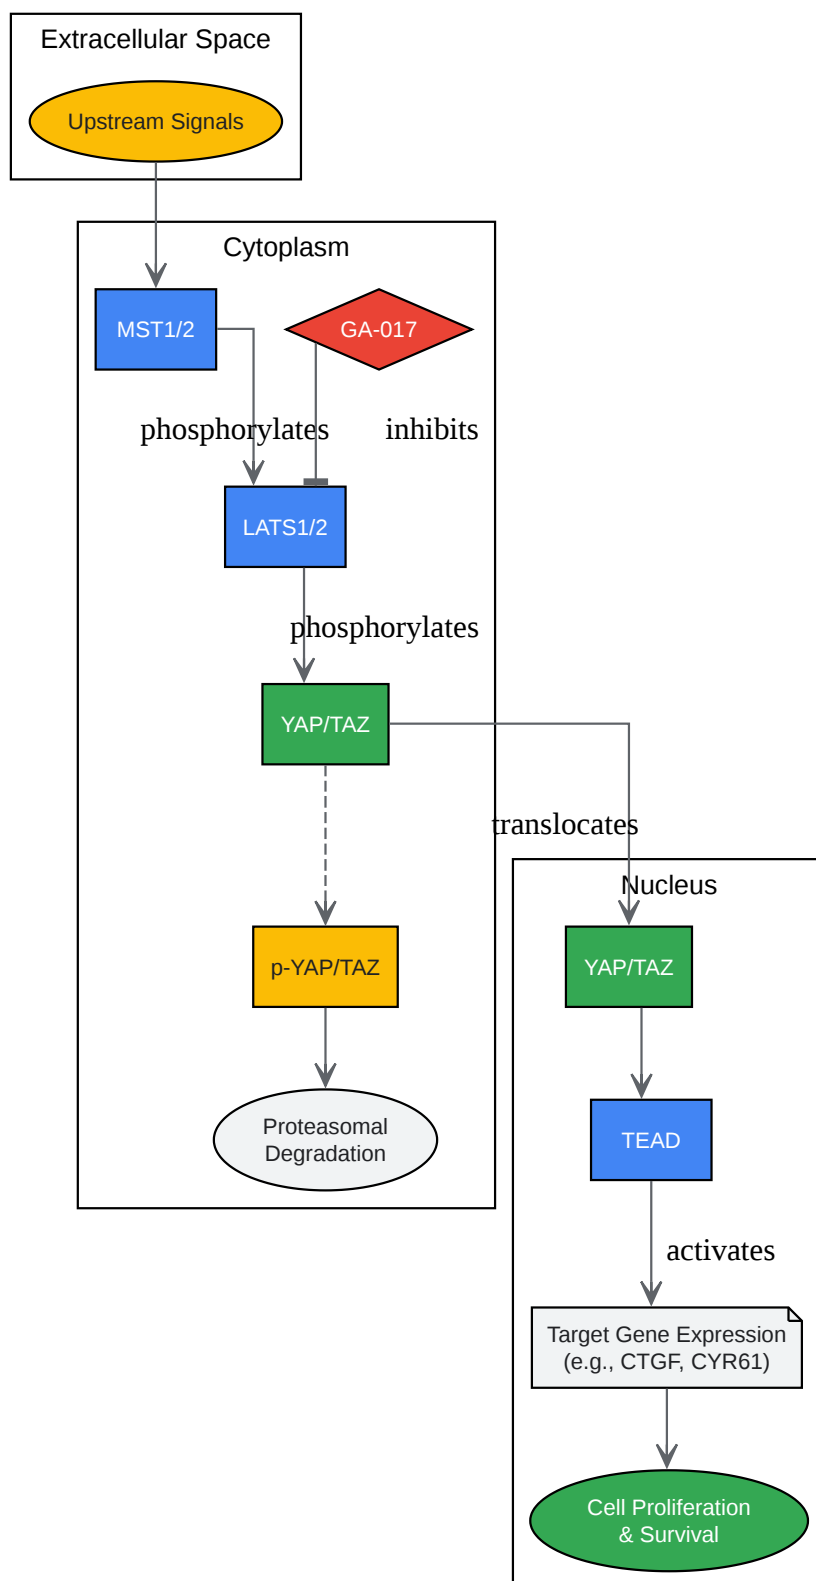 Extracellular Space
Upstream Signals
Cytoplasm
MST1/2
GA-017
phosphorylates
inhibits
LATS1/2
phosphorylates
YAP/TAZ
translocates
Nucleus
p-YAP/TAZ
YAP/TAZ
Proteasomal
Degradation
TEAD
activates
Target Gene Expression
(e.g., CTGF, CYR61)
Cell Proliferation
& Survival